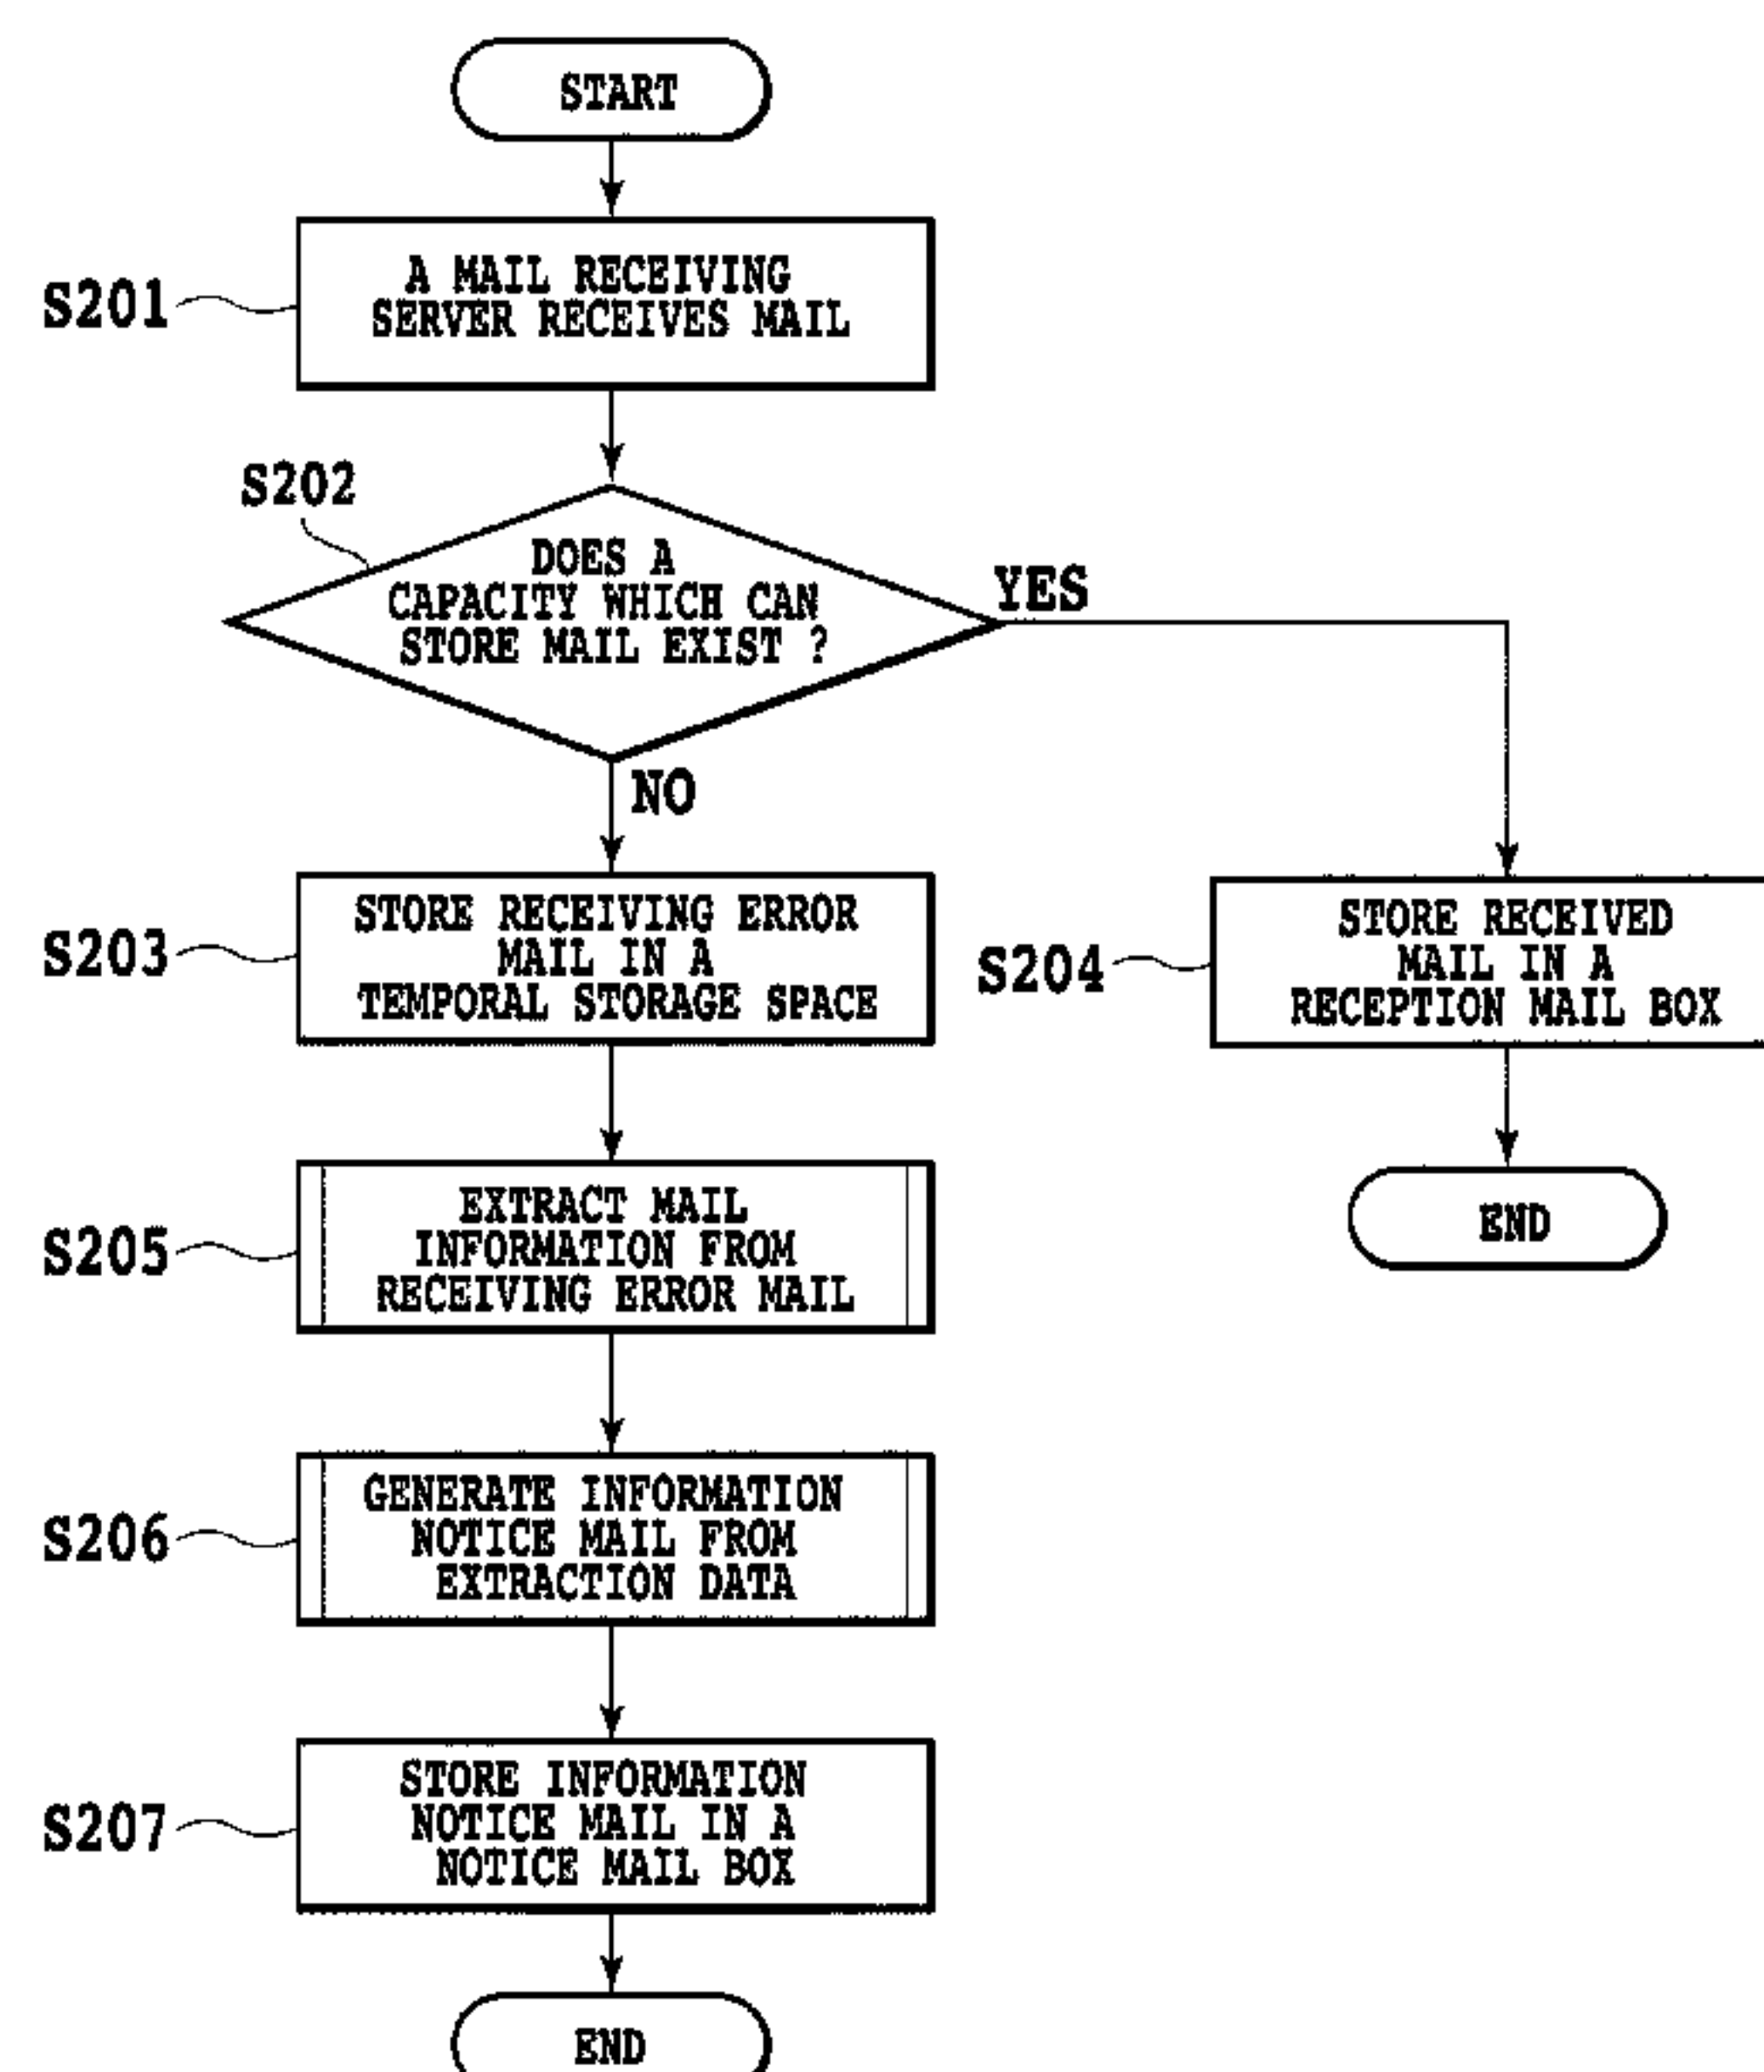 START
S201
A MAIL RECEIVING
SERVER RECEIVES MAIL
S202
DOES A
CAPACITY WHICH CAN
STORE MAIL EXIST ?
YES
NO
S203
STORE RECEIVING ERROR
MAIL IN A
TEMPORAL STORAGE SPACE
S204
STORE RECEIVED
MAIL IN A
RECEPTION MAIL BOX
END
S205
EXTRACT MAIL
INFORMATION FROM
RECEIVING ERROR MAIL
S206
GENERATE INFORMATION
NOTICE MAIL FROM
EXTRACTION DATA
S207
STORE INFORMATION
NOTICE MAIL IN A
NOTICE MAIL BOX
END